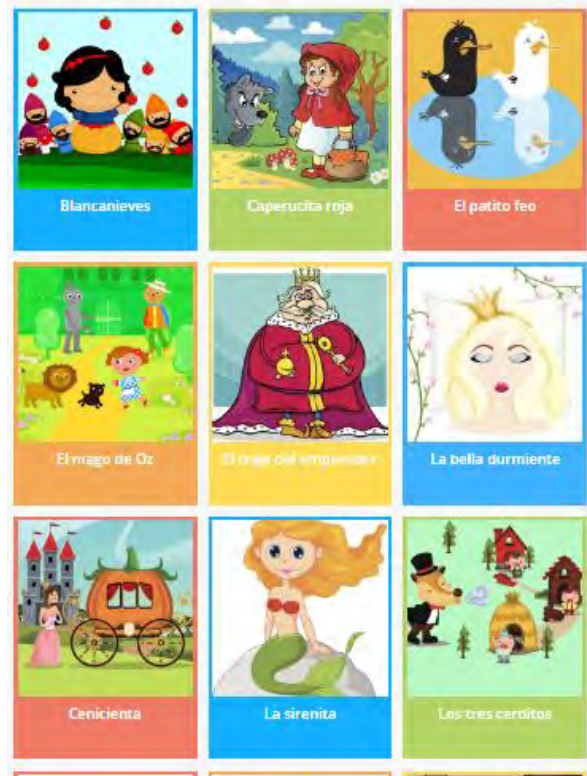 Blancanieves
Caperucita roja
El patito feo
El mago de Oz
El traje del emperador
La bella durmiente
Cenicienta
La sirenita
Los tres cerditos